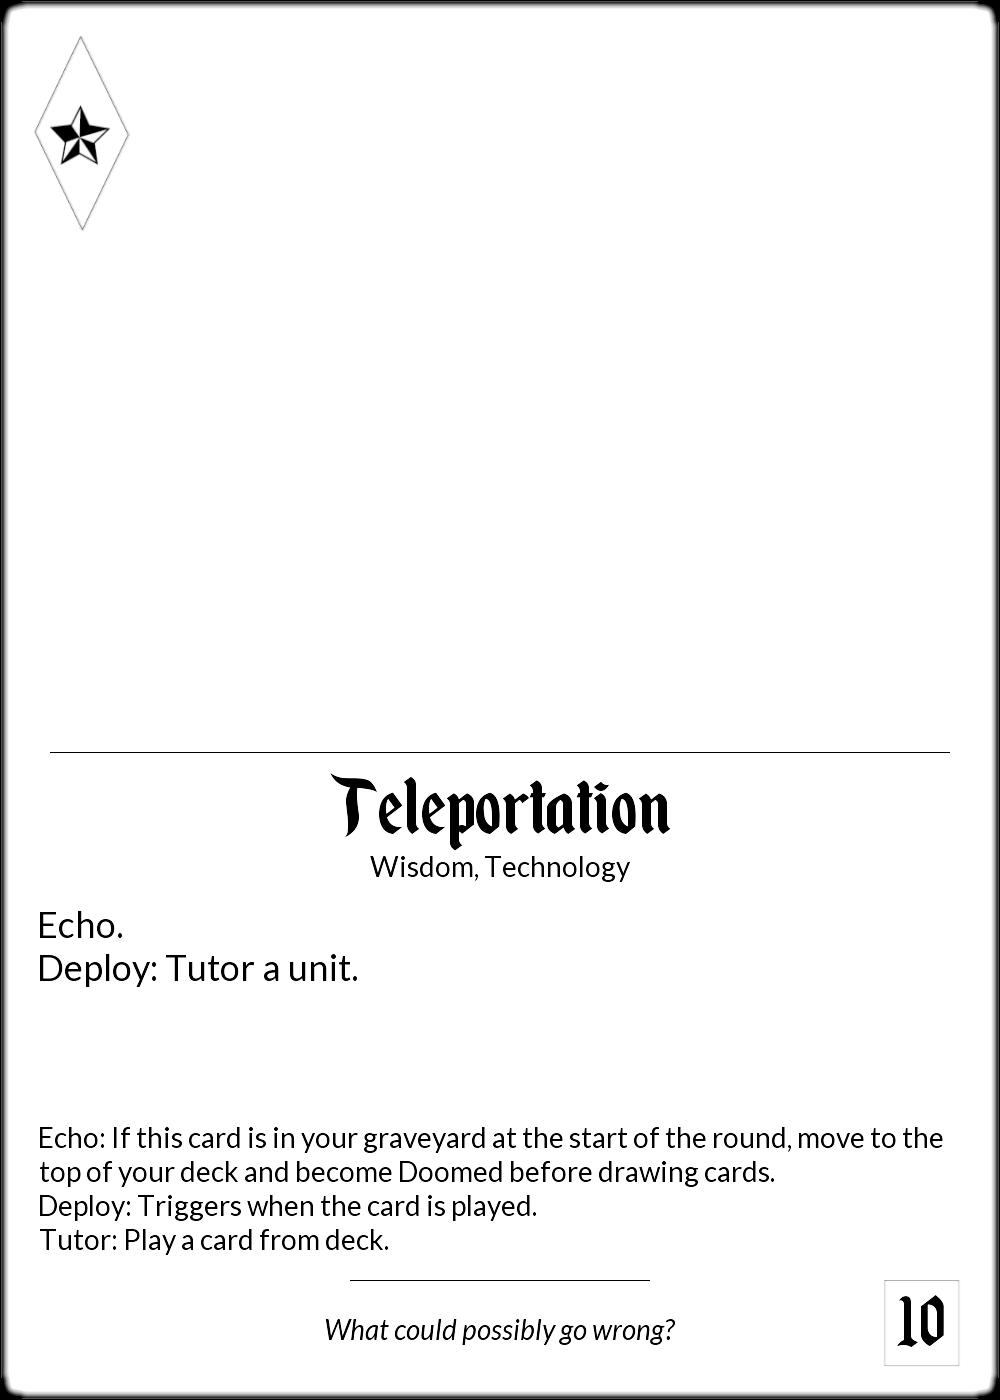 Teleportation
Wisdom, Technology
Echo.
Deploy: Tutor a unit.
Echo: If this card is in your graveyard at the start of the round, move to the
top of your deck and become Doomed before drawing cards.
Deploy: Triggers when the card is played.
Tutor: Play a card from deck.
What could possibly go wrong?
10